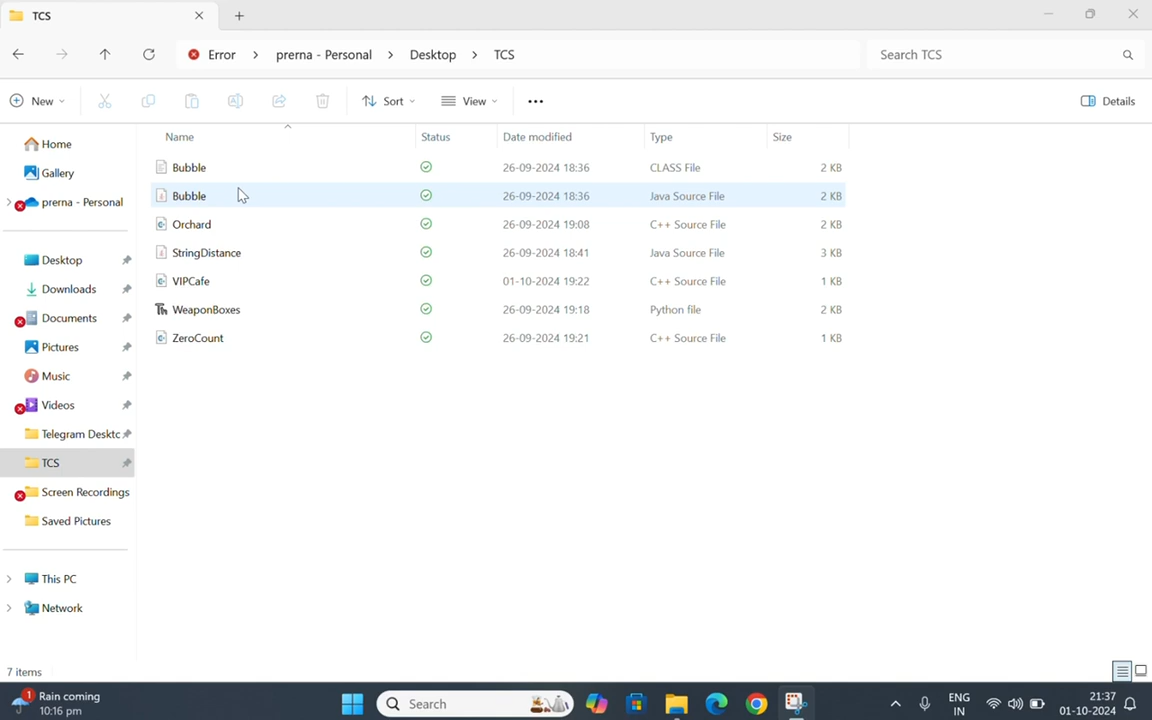 TCS
Error > prerna - Personal > Desktop > TCS
Search TCS
New
Sort
View
Details
Name Status Date modified Type Size
Home
Gallery
prerna - Personal
Desktop
Downloads
Documents
Pictures
Music
Videos
Telegram Deskto
TCS
Screen Recordings
Saved Pictures
This PC
Network
Bubble 26-09-2024 18:36 CLASS File 2 KB
Bubble 26-09-2024 18:36 Java Source File 2 KB
Orchard 26-09-2024 19:08 C++ Source File 2 KB
StringDistance 26-09-2024 18:41 Java Source File 3 KB
VIPCafe 01-10-2024 19:22 C++ Source File 1 KB
WeaponBoxes 26-09-2024 19:18 Python file 2 KB
ZeroCount 26-09-2024 19:21 C++ Source File 1 KB
7 items
1
Rain coming
10:16 pm
Search
ENG
IN
21:37
01-10-2024